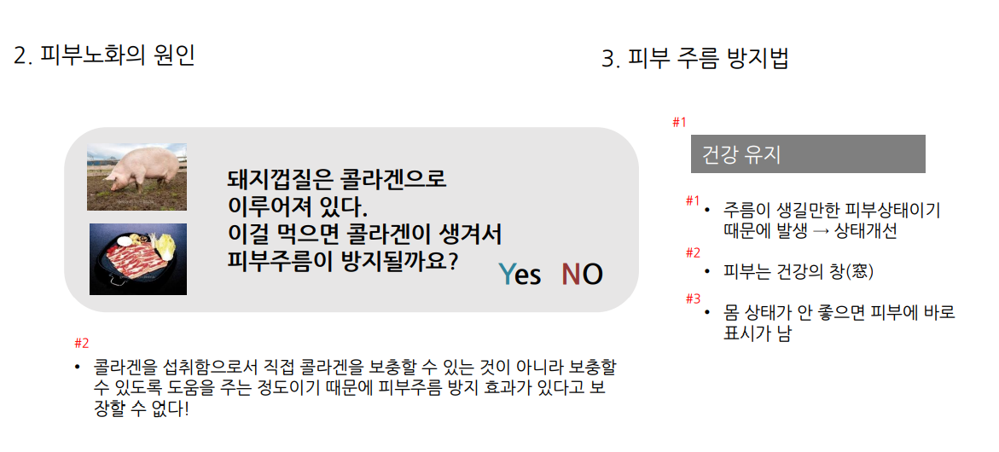 2. 피부노화의 원인
돼지껍질은 콜라겐으로
이루어져 있다.
이걸 먹으면 콜라겐이 생겨서
피부주름이 방지될까요?
Yes NO
#2
• 콜라겐을 섭취함으로서 직접 콜라겐을 보충할 수 있는 것이 아니라 보충할
수 있도록 도움을 주는 정도이기 때문에 피부주름 방지 효과가 있다고 보
장할 수 없다!
3. 피부 주름 방지법
#1
건강 유지
#1
• 주름이 생길만한 피부상태이기
때문에 발생 → 상태개선
#2
• 피부는 건강의 창(窓)
#3
• 몸 상태가 안 좋으면 피부에 바로
표시가 남